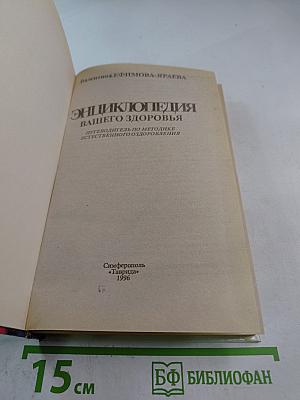 Валентина ЕФИМОВА-ЯРАЕВА
ЭНЦИКЛОПЕДИЯ
ВАШЕГО ЗДОРОВЬЯ
ПУТЕВОДИТЕЛЬ ПО МЕТОДИКЕ
ЕСТЕСТВЕННОГО ОЗДОРОВЛЕНИЯ
Симферополь
«Таврида»
1996
15 см
БФ БИБЛИОФАН